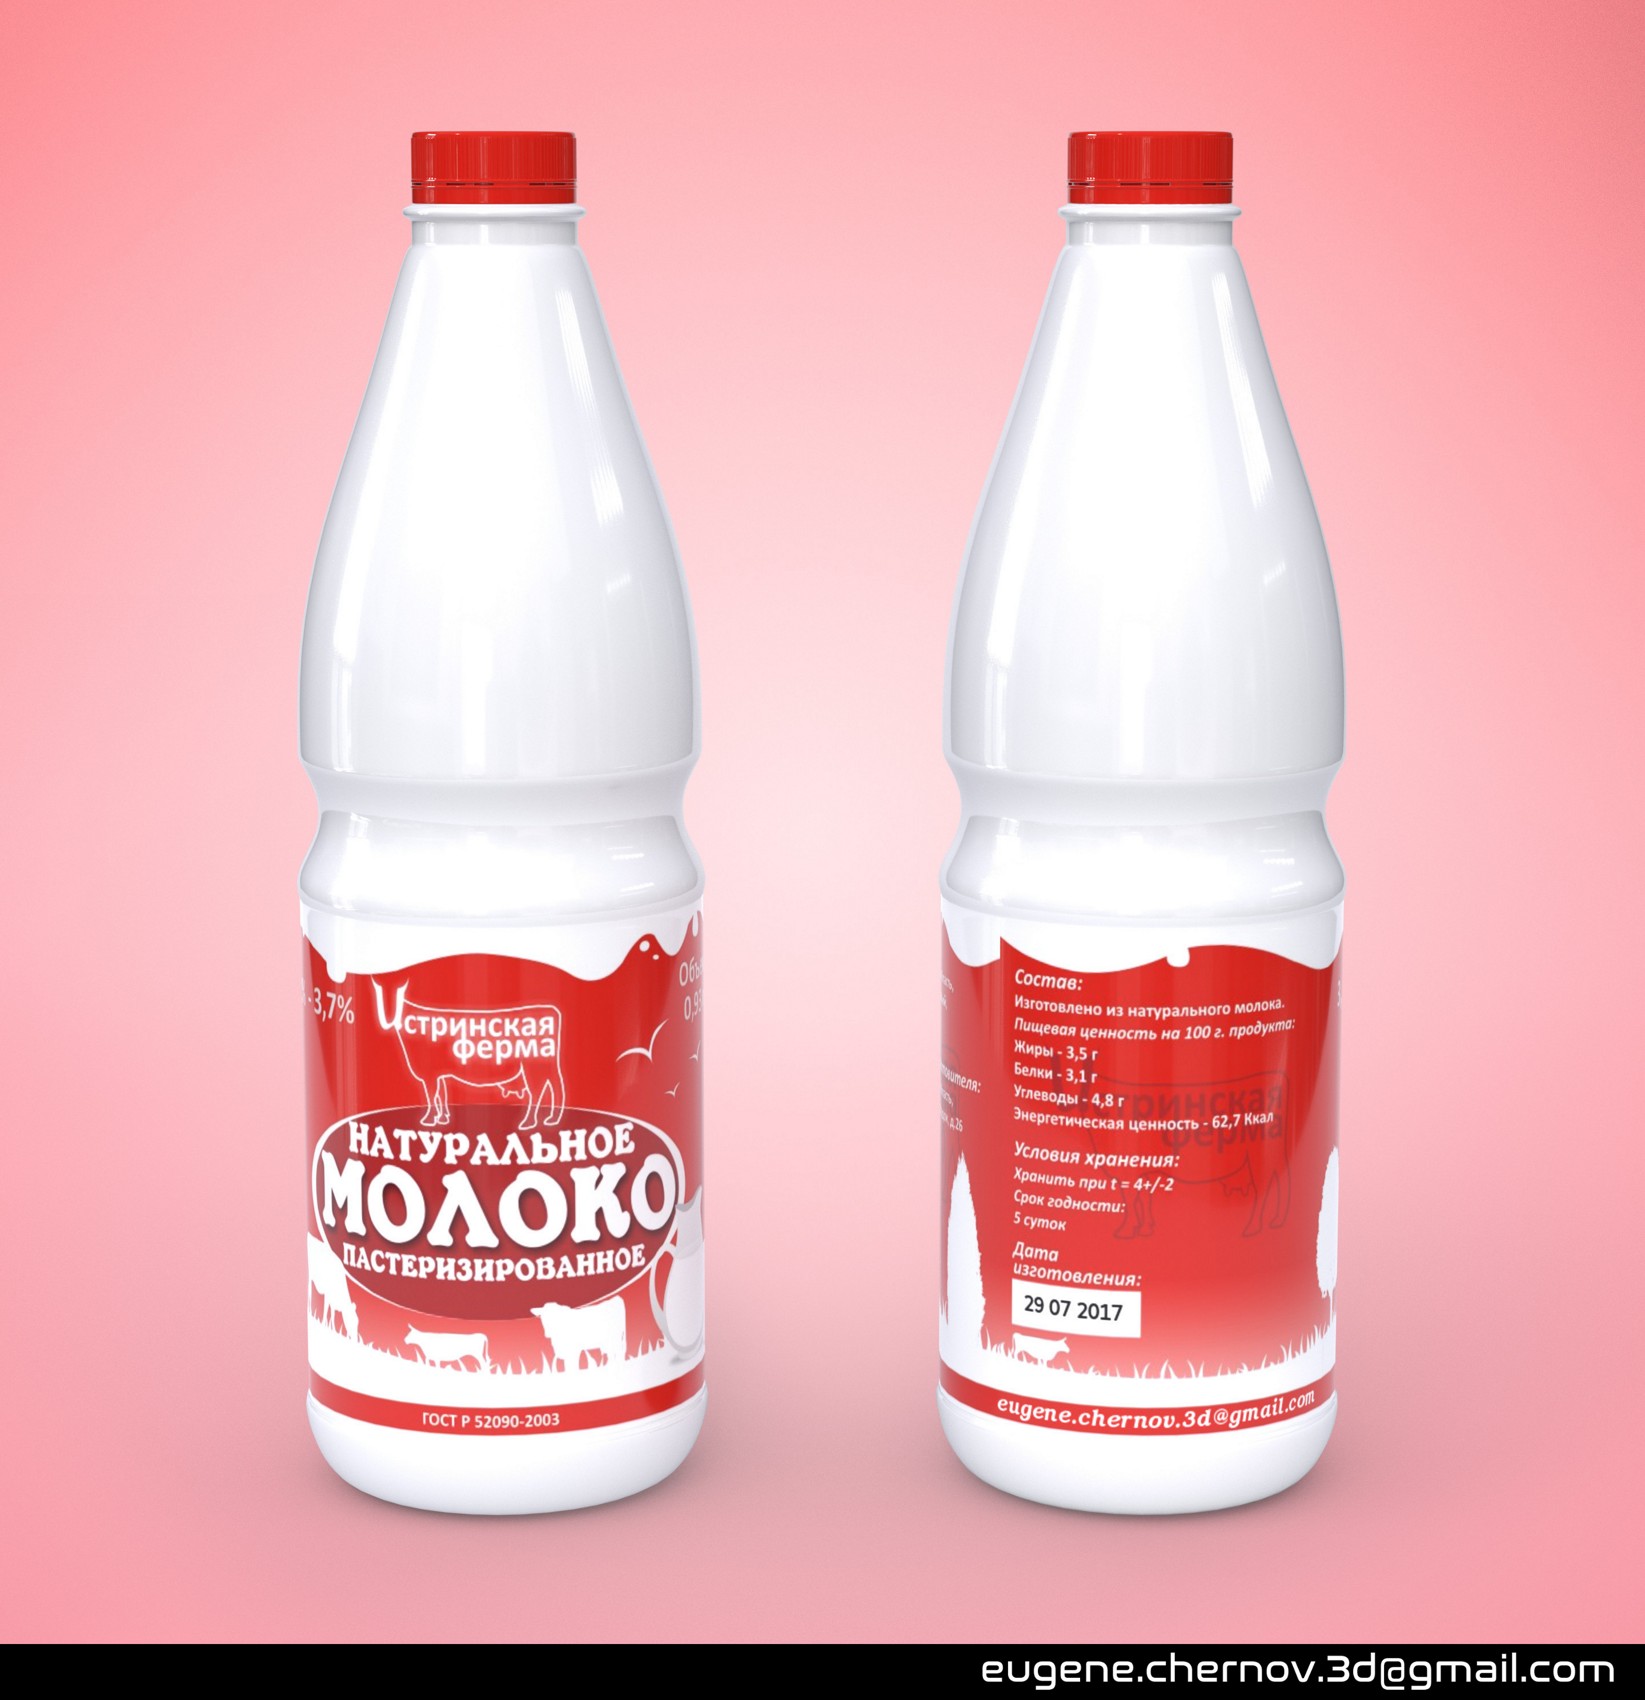 -3,7%
Истринская
ферма
НАТУРАЛЬНОЕ
МОЛОКО
ПАСТЕРИЗИРОВАННОЕ
ГОСТ Р 52090-2003
Состав:
Изготовлено из натурального молока.
Пищевая ценность на 100 г. продукта:
Жиры - 3,5 г
Белки - 3,1 г
Углеводы - 4,8 г
Энергетическая ценность - 62,7 Ккал
Истринская
ферма
Условия хранения:
Хранить при t = 4+/-2
Срок годности:
5 суток
Дата
изготовления:
29 07 2017
eugene.chernov.3d@gmail.com
eugene.chernov.3d@gmail.com